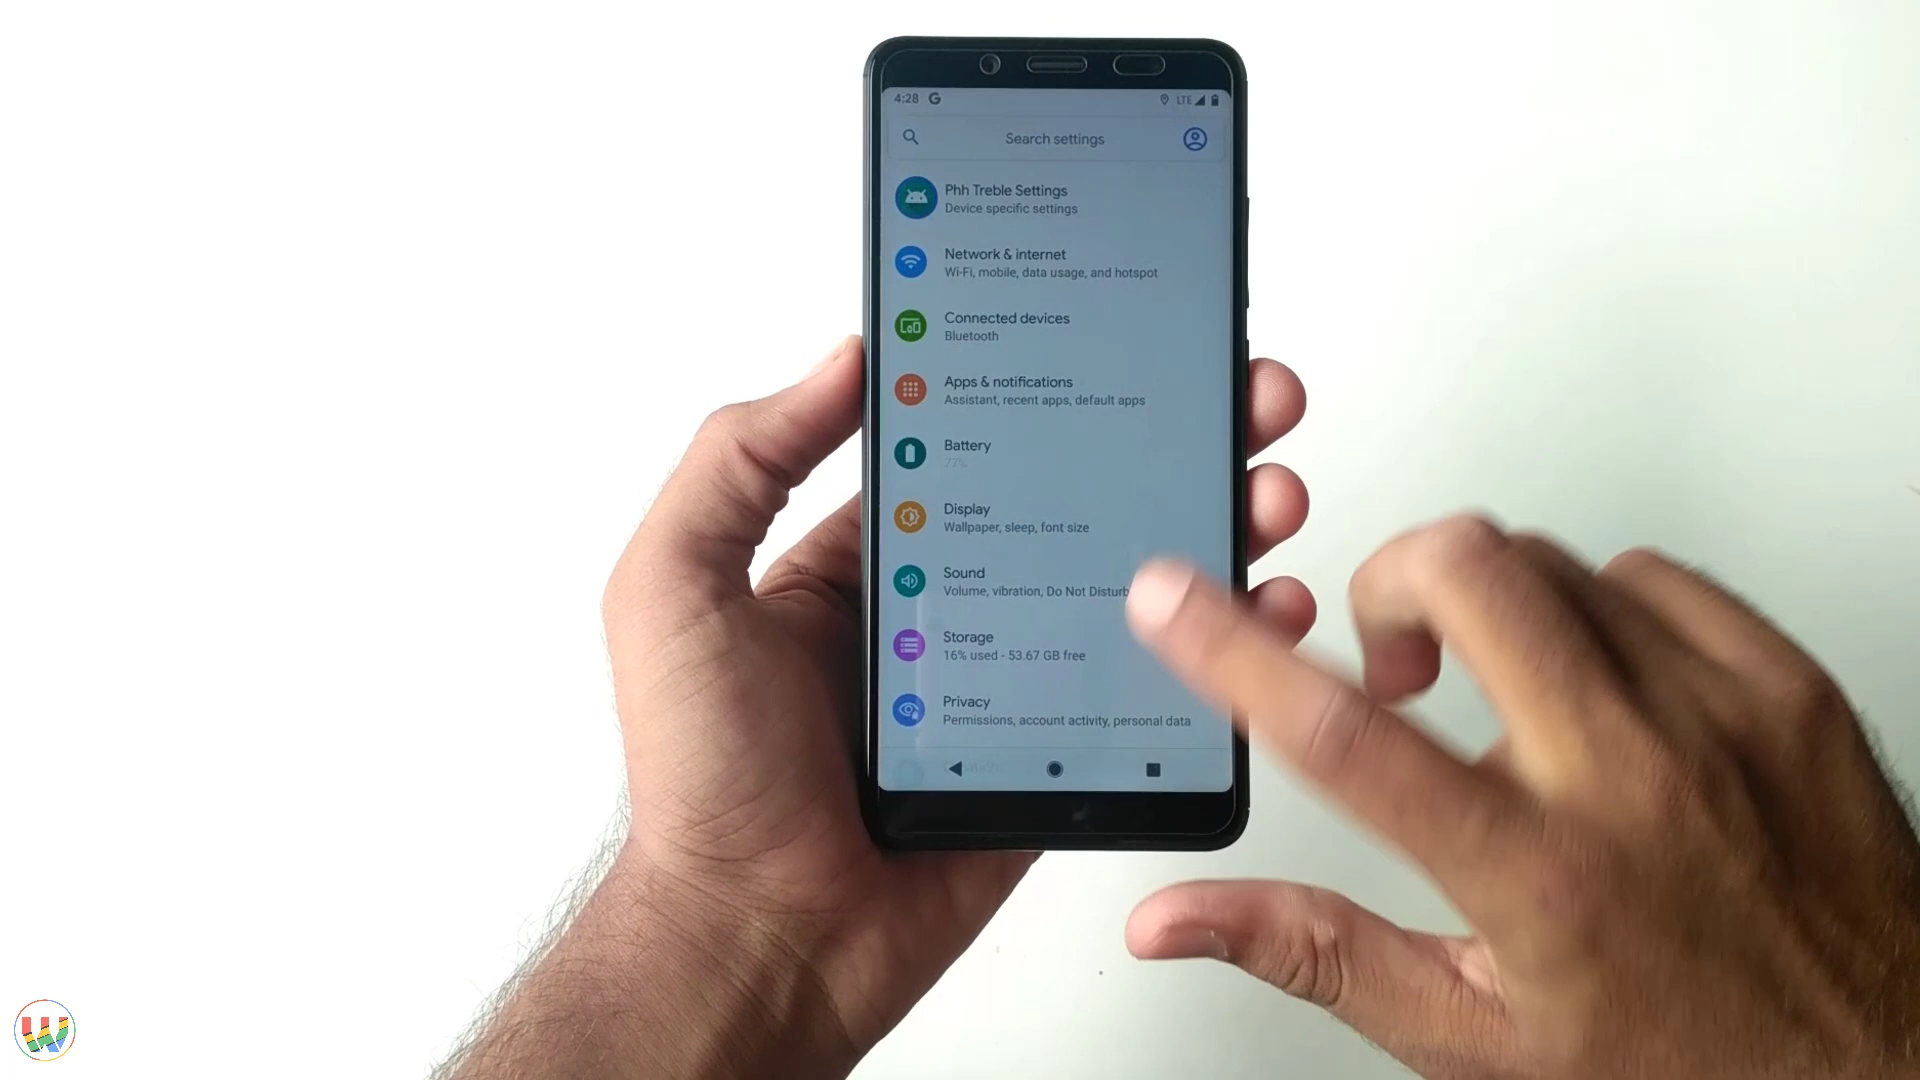 4:28 G LTE
Search settings
Phh Treble Settings
Device specific settings
Network & internet
Wi-Fi, mobile, data usage, and hotspot
Connected devices
Bluetooth
Apps & notifications
Assistant, recent apps, default apps
Battery
77%
Display
Wallpaper, sleep, font size
Sound
Volume, vibration, Do Not Disturb
Storage
16% used - 53.67 GB free
Privacy
Permissions, account activity, personal data
W